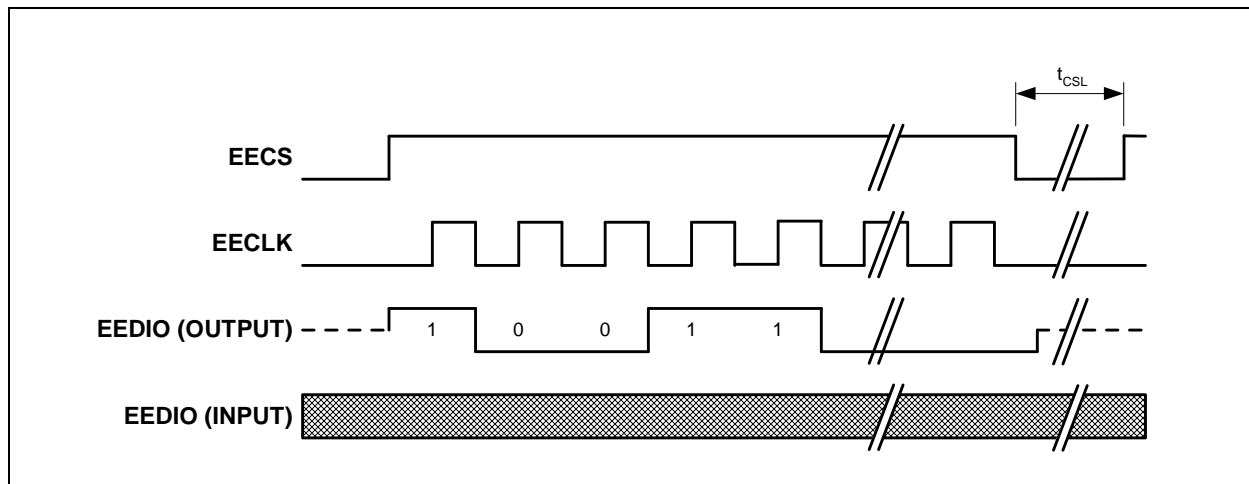 tCSL
EECS
EECLK
EEDIO (OUTPUT)
1 0 0 1 1
EEDIO (INPUT)